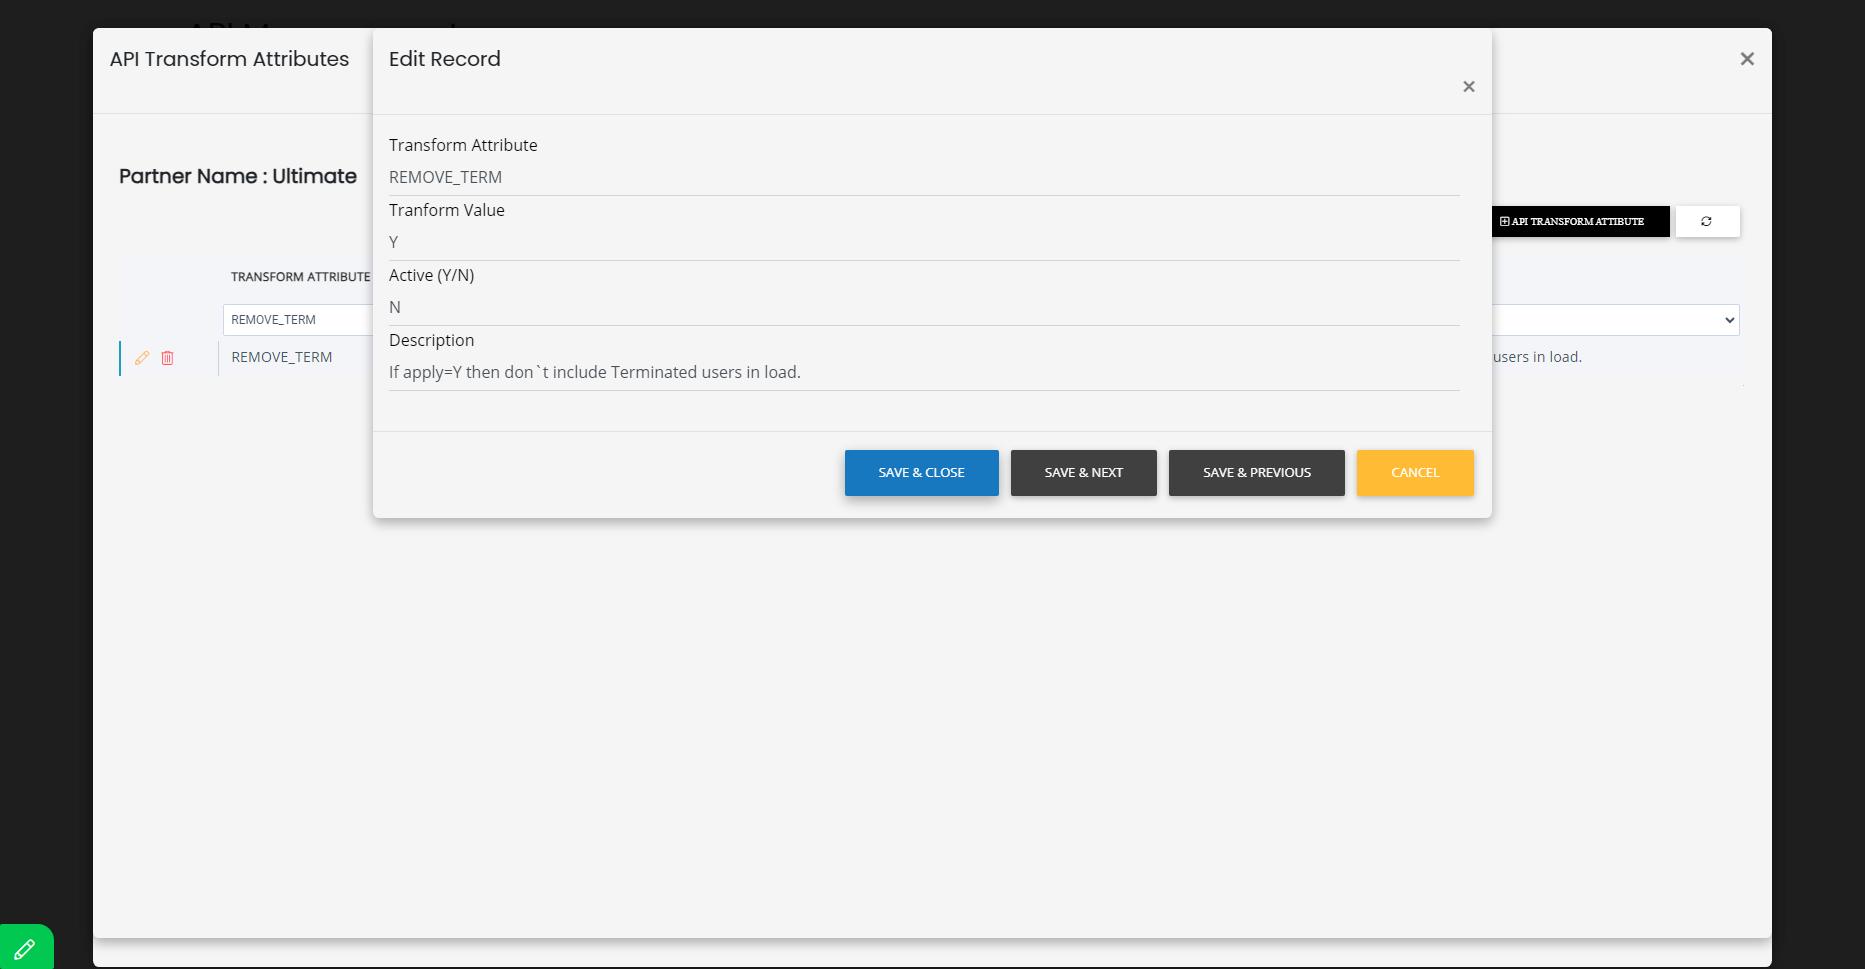 API Transform Attributes
Edit Record
×
×
Transform Attribute
REMOVE_TERM
Partner Name : Ultimate
Tranform Value
Y
API TRANSFORM ATTIBUTE
Active (Y/N)
N
TRANSFORM ATTRIBUTE
REMOVE_TERM
Description
If apply=Y then don`t include Terminated users in load.
REMOVE_TERM
users in load.
SAVE & CLOSE
SAVE & NEXT
SAVE & PREVIOUS
CANCEL